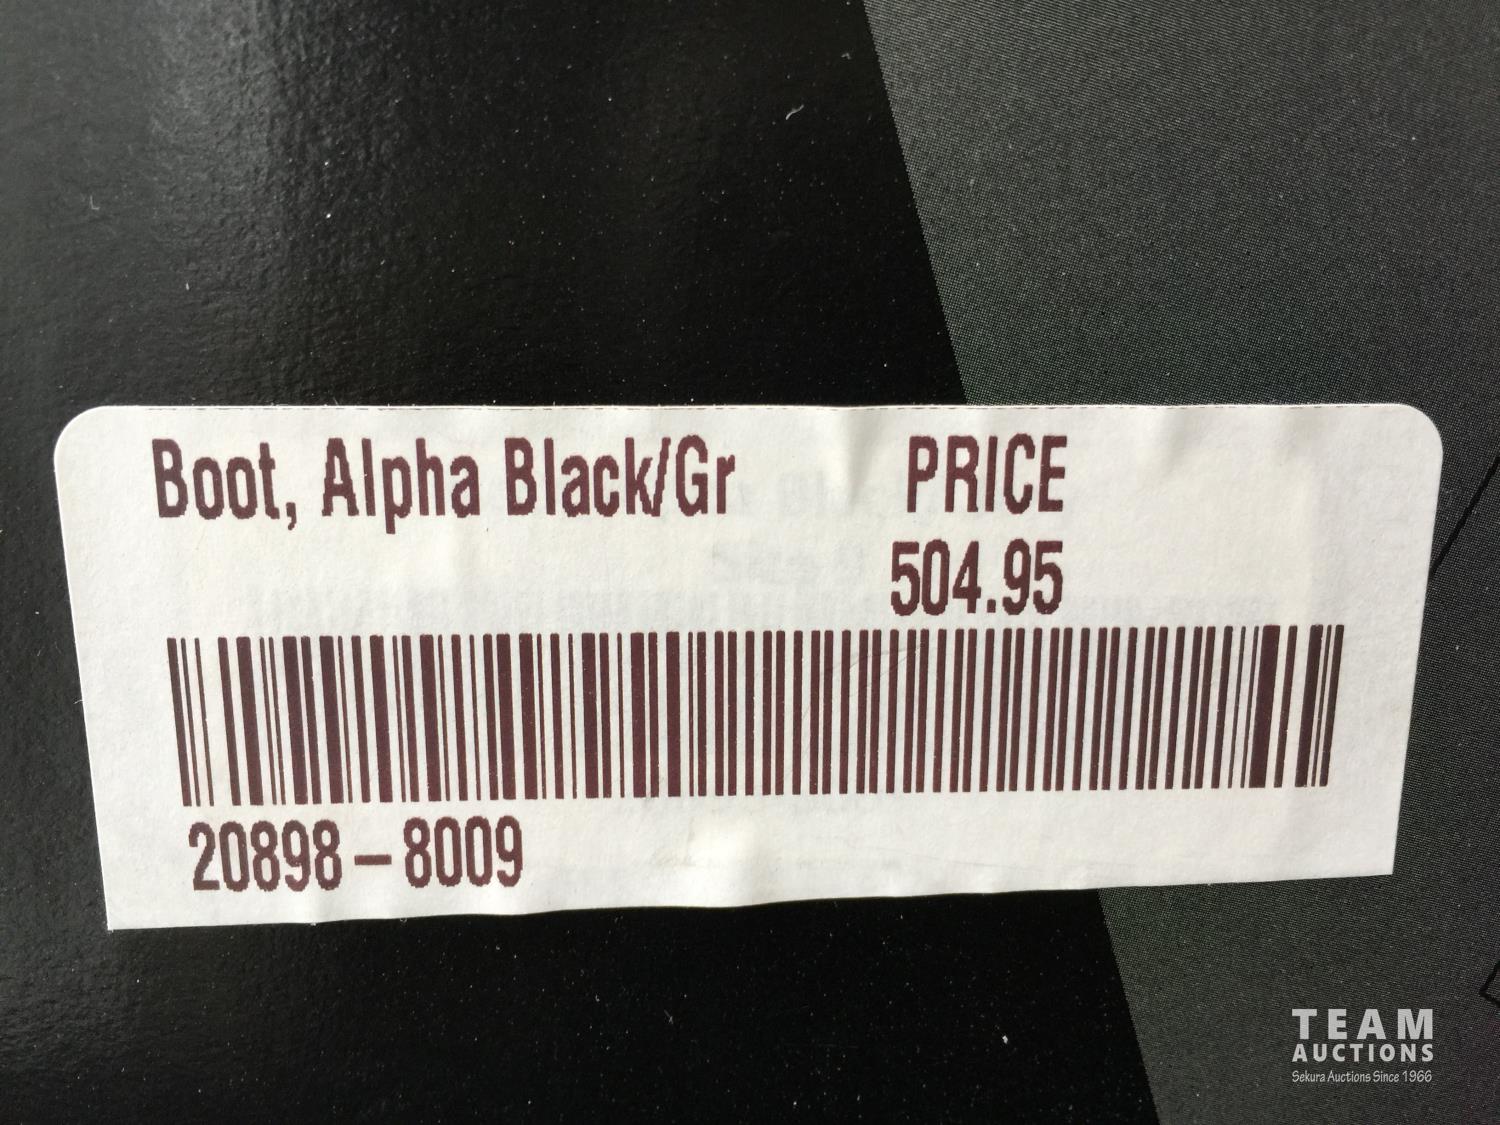 Boot, Alpha Black/Gr PRICE
504.95
20898-8009
TEAM
AUCTIONS
Sekura Auctions Since 1966